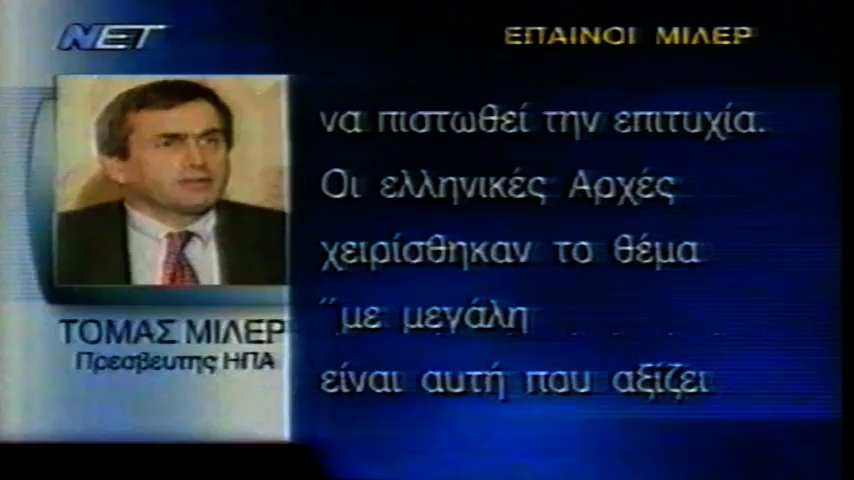 NET
ΕΠΑΙΝΟΙ ΜΙΛΕΡ
να πιστωθεί την επιτυχία.
Οι ελληνικές Αρχές
χειρίσθηκαν το θέμα
"με μεγάλη
είναι αυτή που αξίζει
ΤΟΜΑΣ ΜΙΛΕΡ
Πρεσβευτης ΗΠΑ